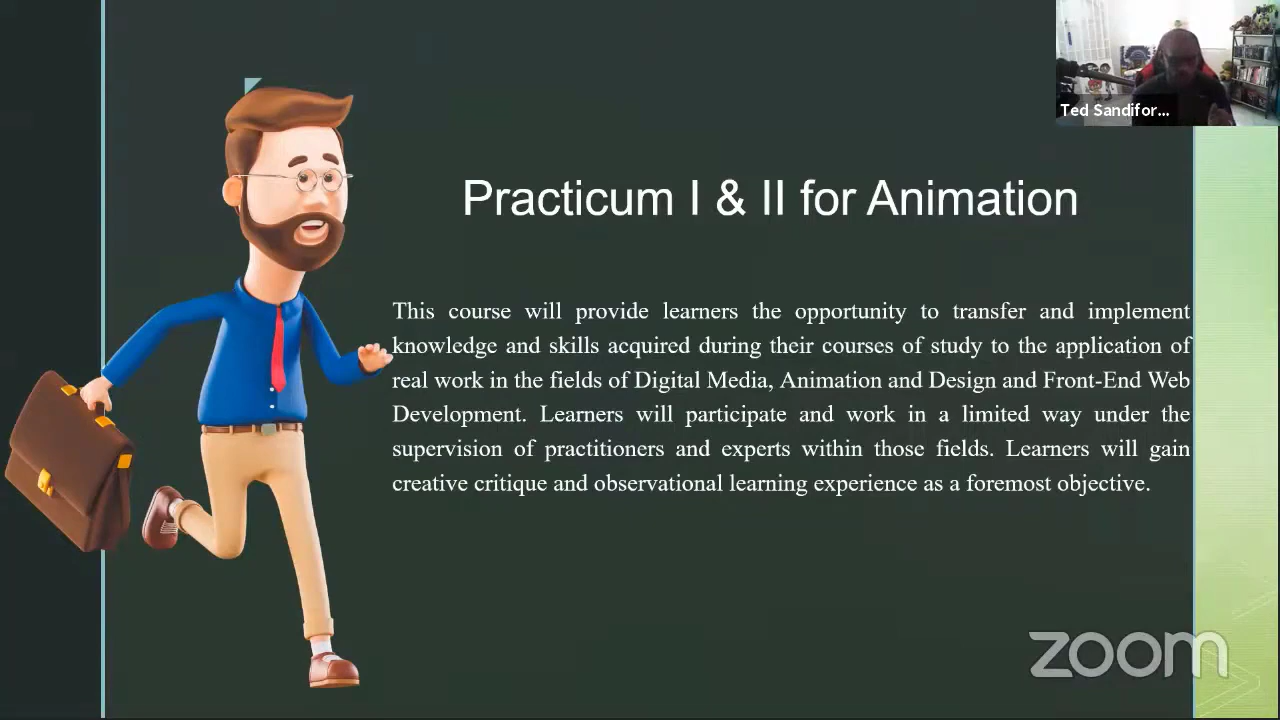 Ted Sandifor...
Practicum I & II for Animation
This course will provide learners the opportunity to transfer and implement
knowledge and skills acquired during their courses of study to the application of
real work in the fields of Digital Media, Animation and Design and Front-End Web
Development. Learners will participate and work in a limited way under the
supervision of practitioners and experts within those fields. Learners will gain
creative critique and observational learning experience as a foremost objective.
zoom